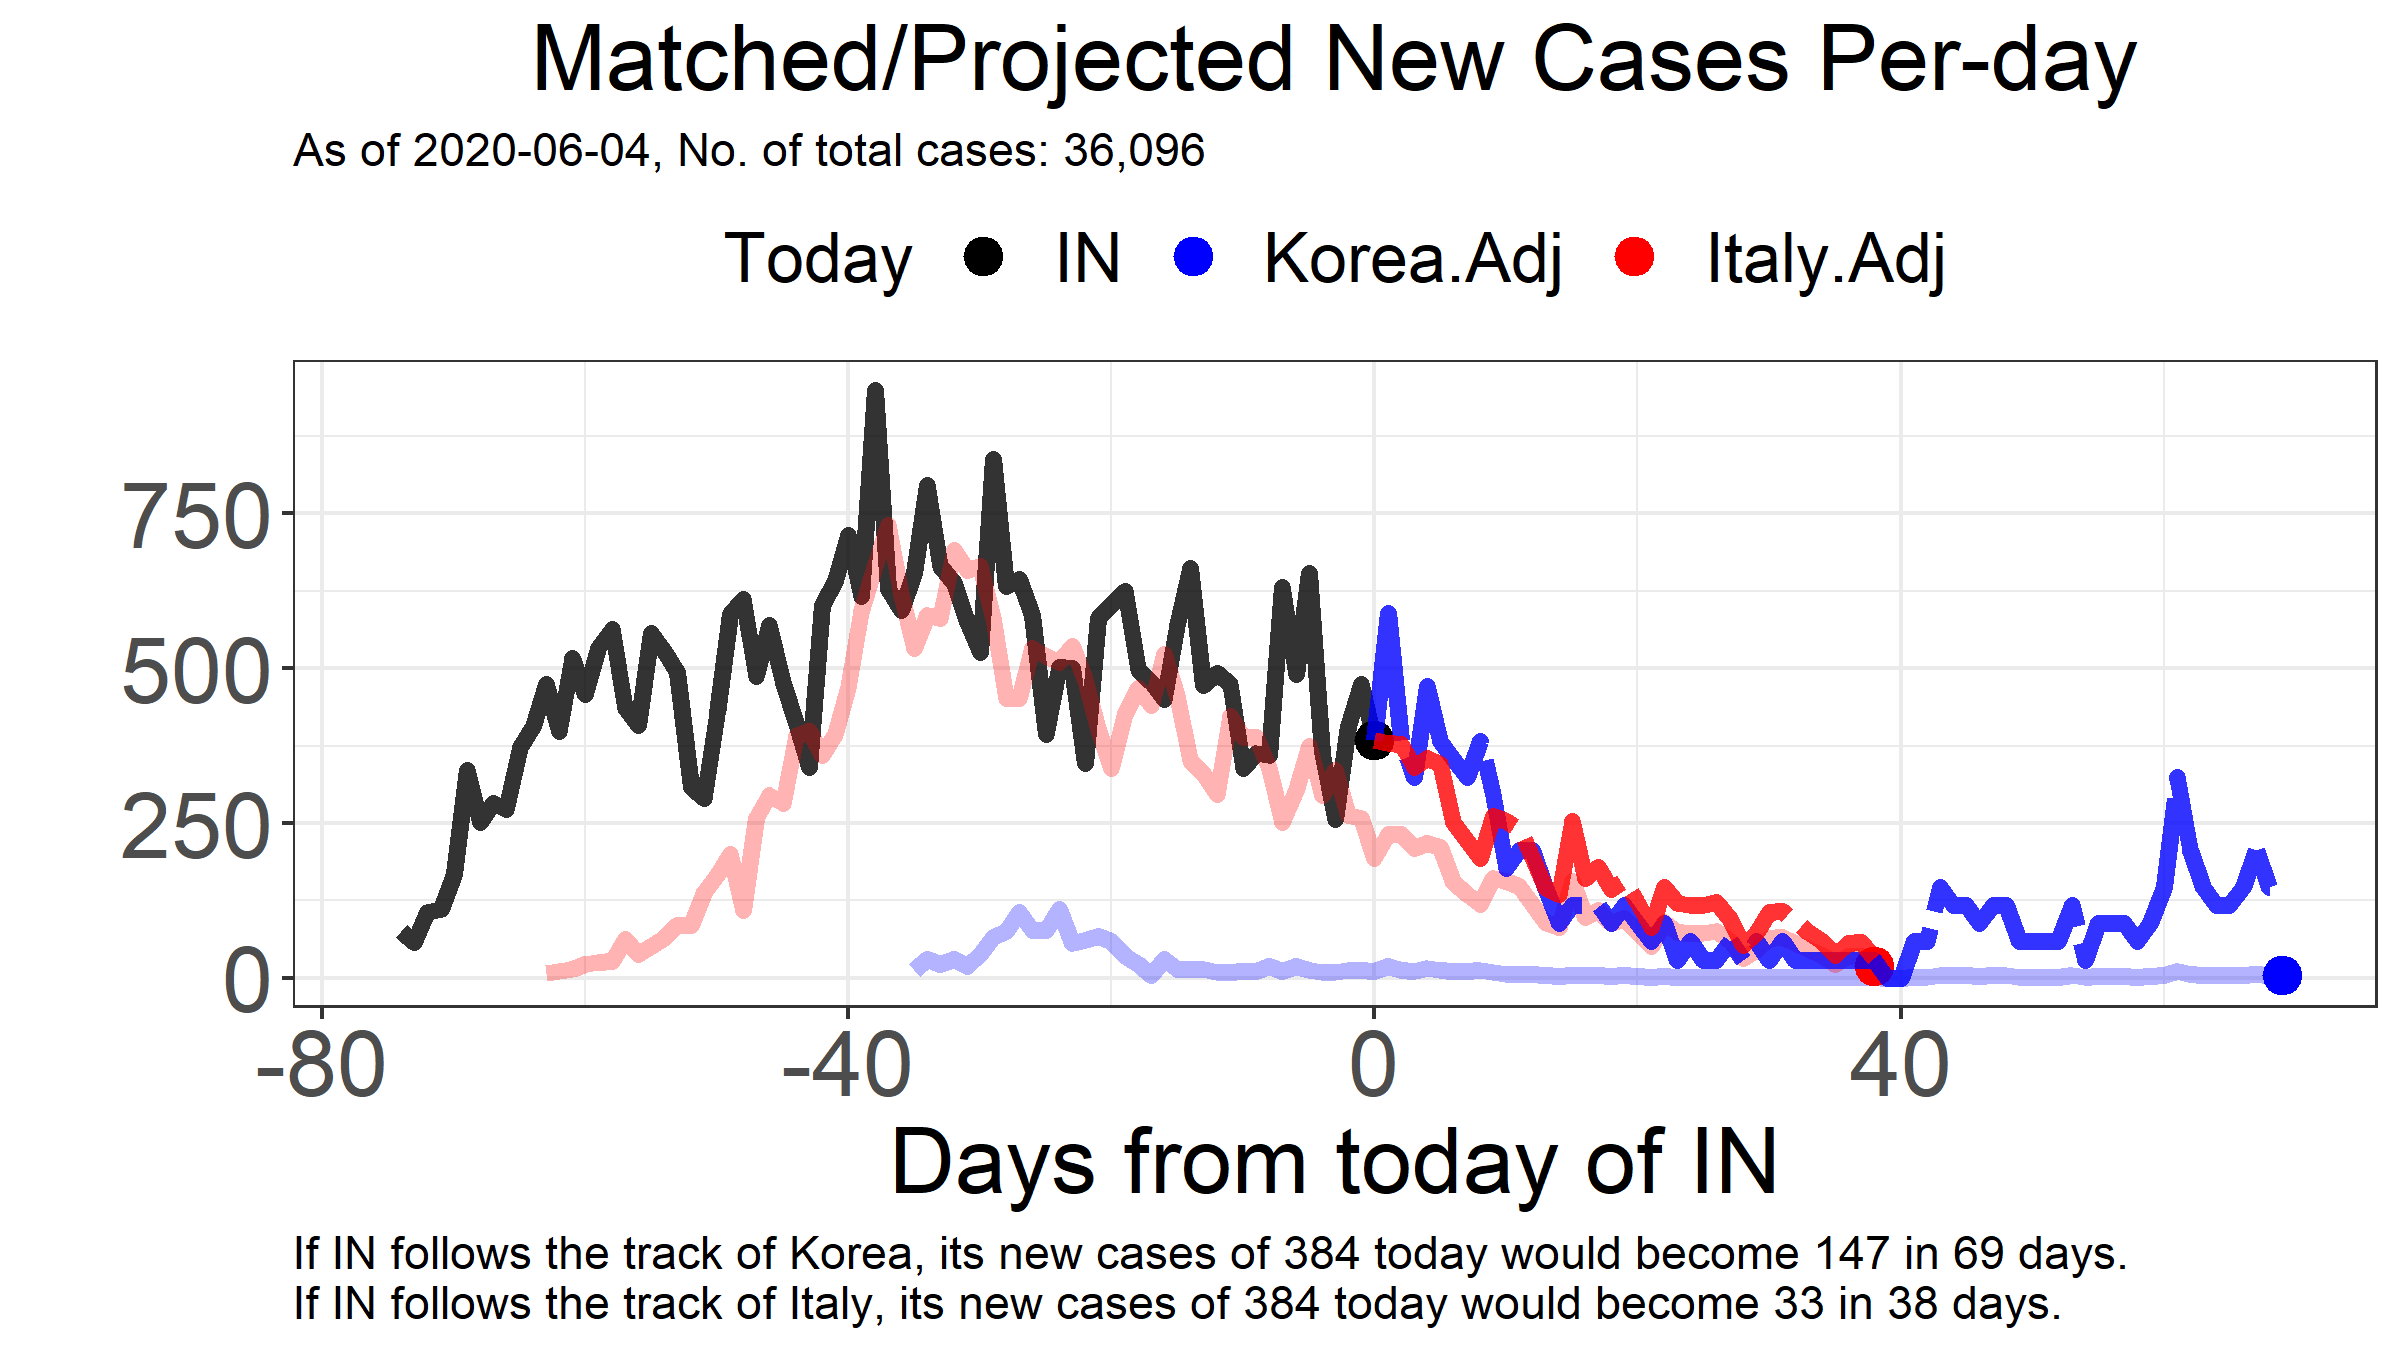 Matched/Projected New Cases Per-day
As of 2020-06-04, No. of total cases: 36,096
Today IN Korea.Adj Italy.Adj
750
500
250
0
-80 -40 0 40
Days from today of IN
If IN follows the track of Korea, its new cases of 384 today would become 147 in 69 days.
If IN follows the track of Italy, its new cases of 384 today would become 33 in 38 days.